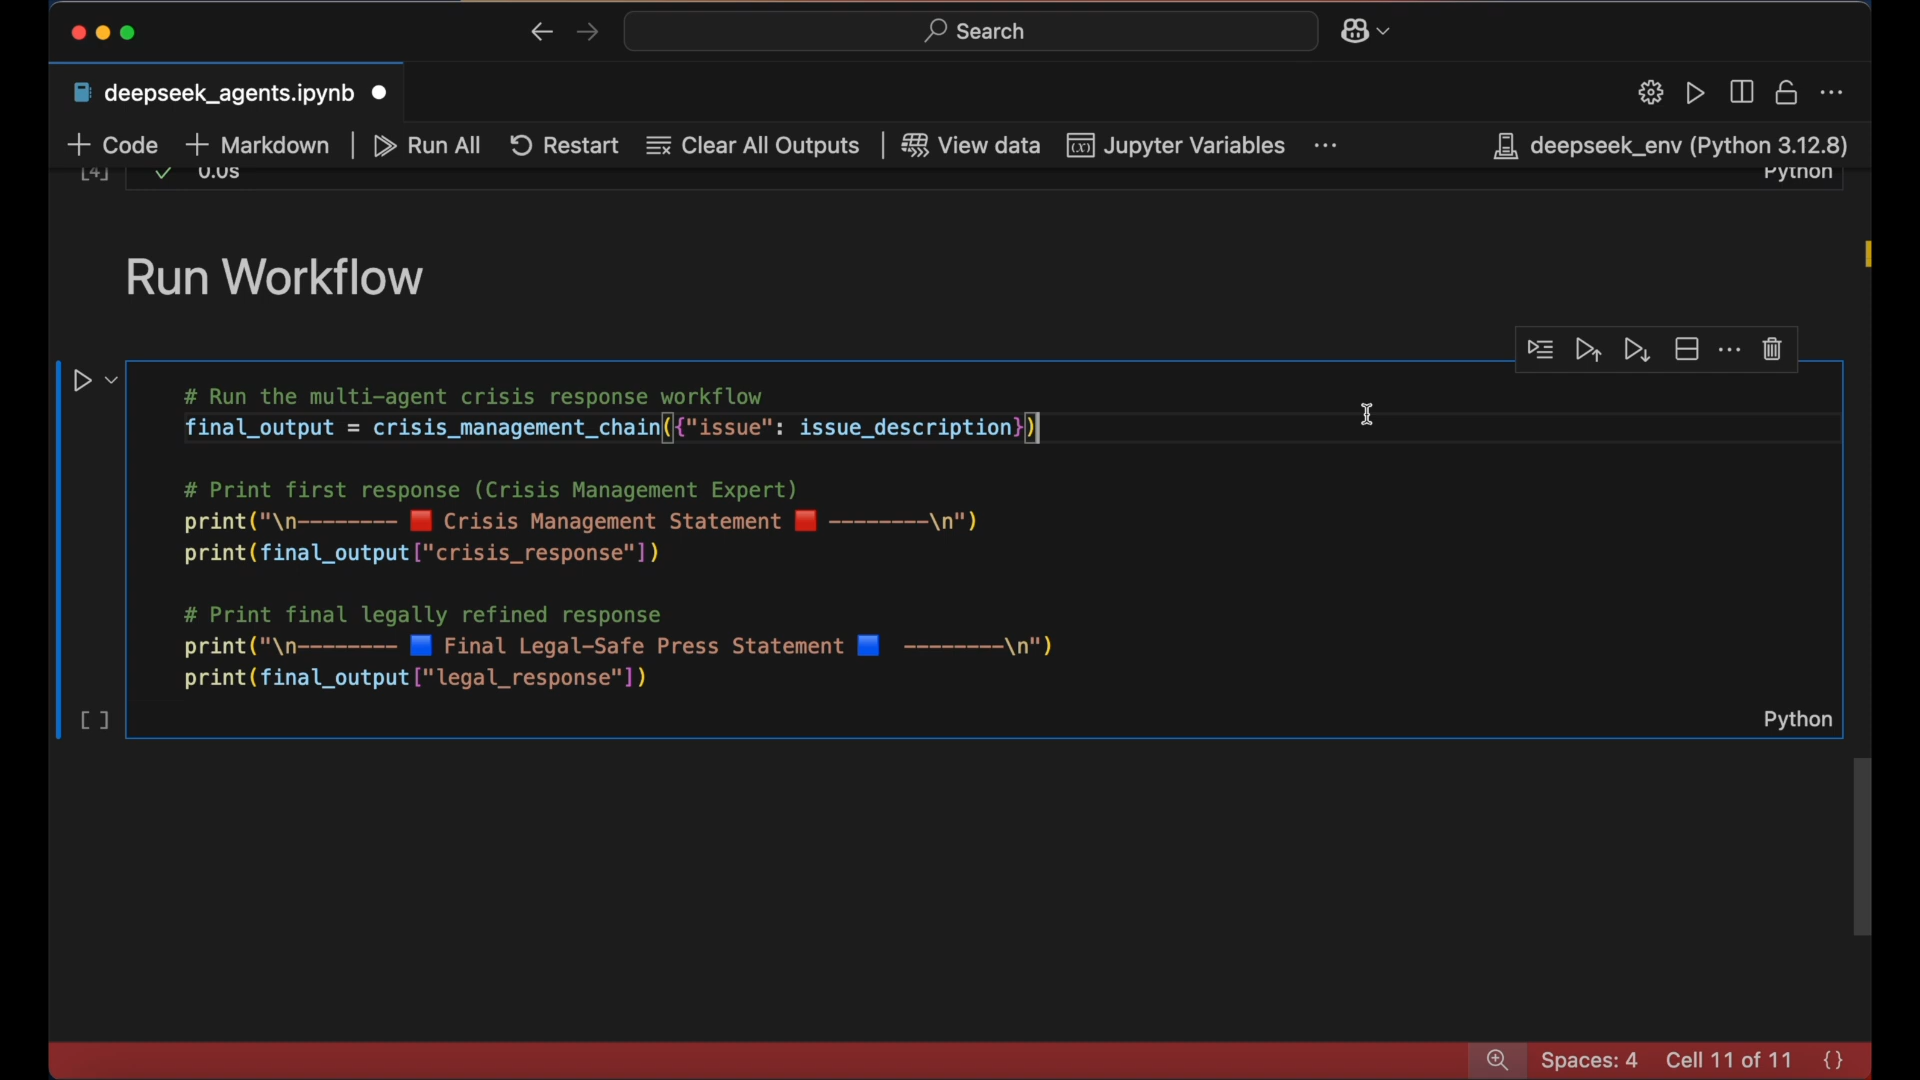 Search
deepseek_agents.ipynb
Code Markdown Run All Restart Clear All Outputs View data Jupyter Variables ... deepseek_env (Python 3.12.8)
[4] 0.0s Python
Run Workflow
# Run the multi-agent crisis response workflow
final_output = crisis_management_chain({"issue": issue_description})
# Print first response (Crisis Management Expert)
print("\n-------- 🟥 Crisis Management Statement 🟥 --------\n")
print(final_output["crisis_response"])
# Print final legally refined response
print("\n-------- 🟦 Final Legal-Safe Press Statement 🟦  --------\n")
print(final_output["legal_response"])
[ ] Python
Spaces: 4 Cell 11 of 11 {}